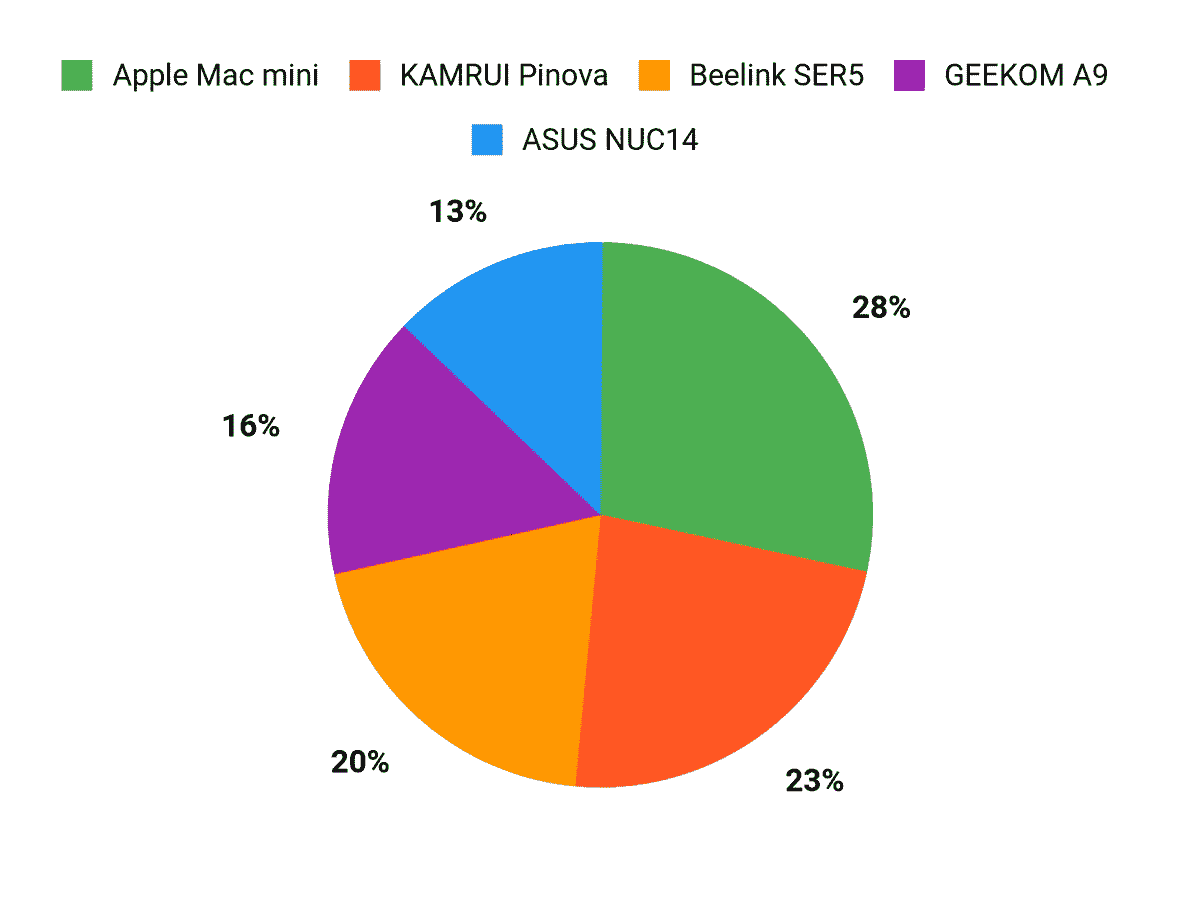 Apple Mac mini KAMRUI Pinova Beelink SER5 GEEKOM A9
ASUS NUC14
13%
28%
16%
20%
23%